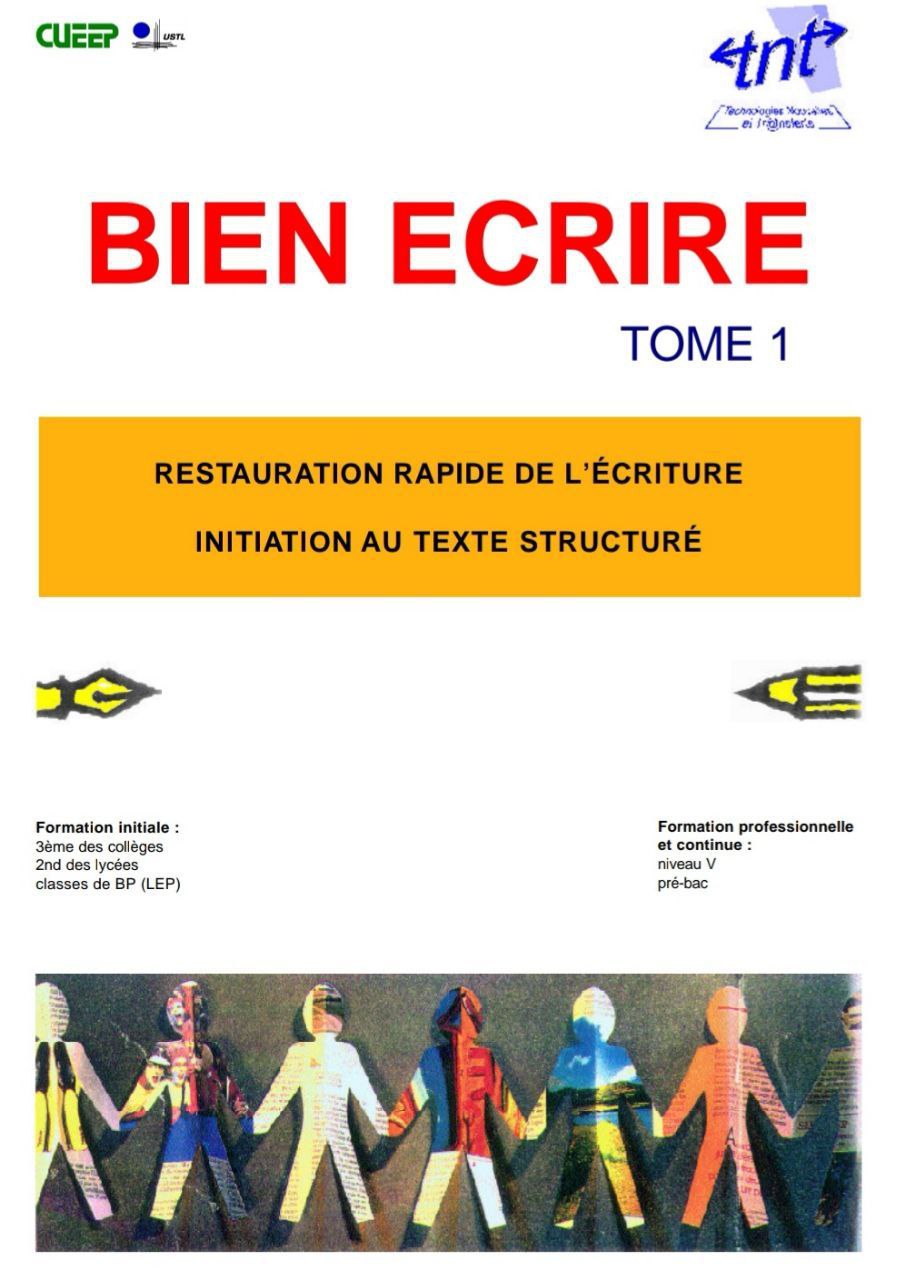 CUEEP USTL
tnt
Technologies Nouvelles
et
BIEN ECRIRE
TOME 1
RESTAURATION RAPIDE DE L’ÉCRITURE
INITIATION AU TEXTE STRUCTURÉ
Formation initiale :
3ème des collèges
2nd des lycées
classes de BP (LEP)
Formation professionnelle
et continue :
niveau V
pré-bac